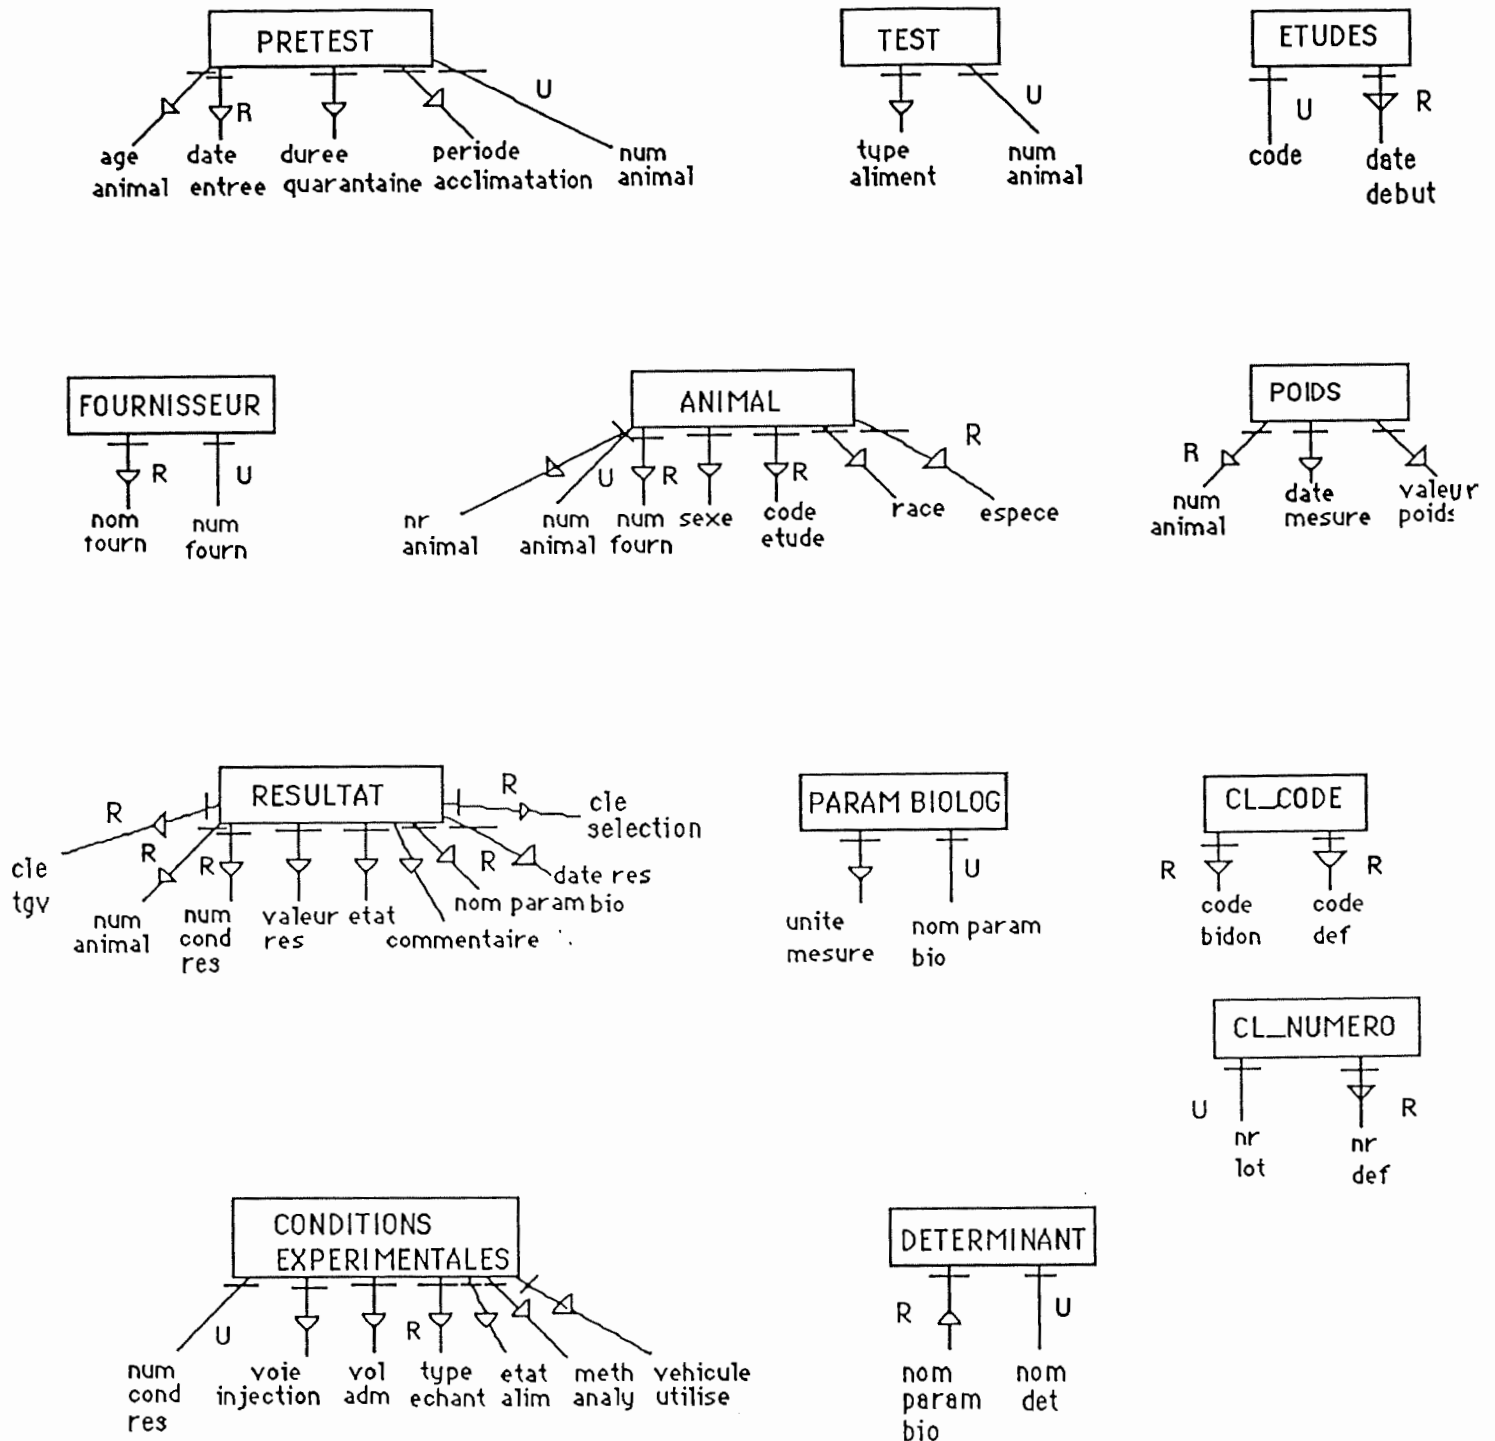 PRETEST
R
U
age
animal
date
entree
duree
quarantaine
periode
acclimatation
num
animal
TEST
U
type
aliment
num
animal
ETUDES
U
R
code
date
debut
FOURNISSEUR
R
U
nom
tourn
num
fourn
ANIMAL
U
R
R
R
nr
animal
num
animal
num
fourn
sexe
code
etude
race
espece
POIDS
R
num
animal
date
mesure
valeur
poids
RESULTAT
R
R
R
R
R
cle
tgv
num
animal
num
cond
res
valeur
res
etat
commentaire
nom param bio
date res
cle
selection
PARAM BIOLOG
U
unite
mesure
nom param
bio
CL_CODE
R
R
code
bidon
code
def
CL_NUMERO
U
R
nr
lot
nr
def
CONDITIONS
EXPERIMENTALES
U
R
num
cond
res
voie
injection
vol
adm
type
echant
etat
alim
meth
analy
vehicule
utilise
DETERMINANT
R
U
nom
param
bio
nom
det